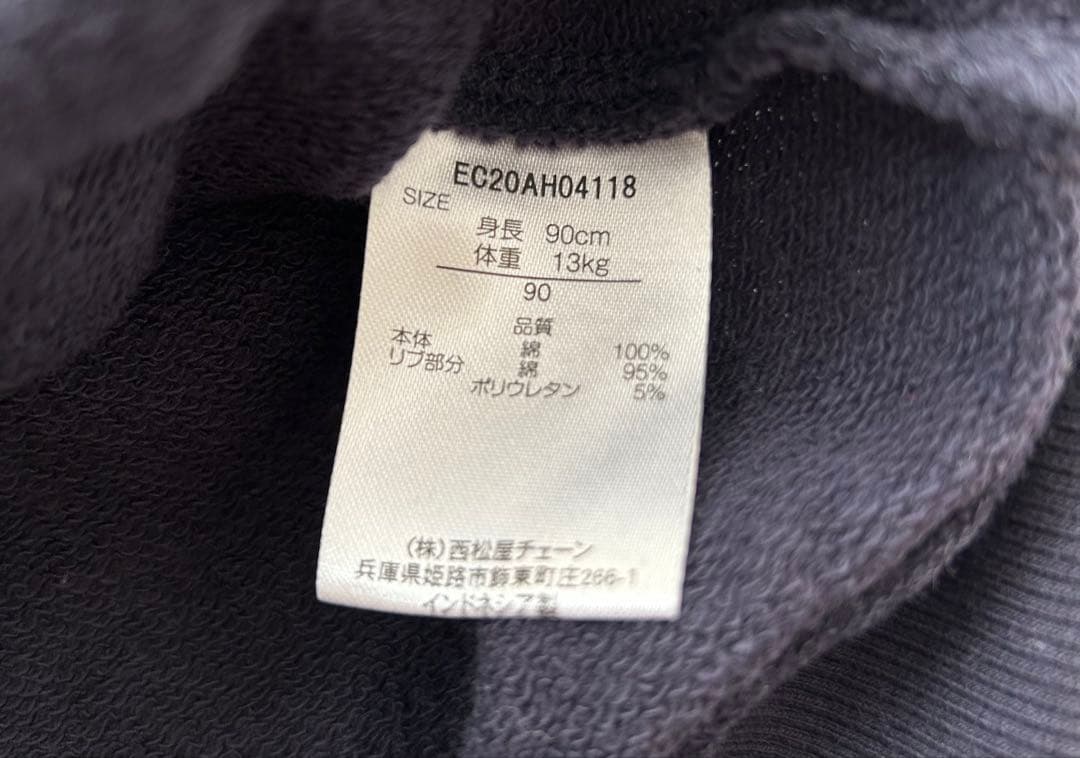 EC20AH04118
SIZE
身長 90cm
体重 13kg
90
品質
本体 綿 100%
リブ部分 綿 95%
ポリウレタン 5%
(株)西松屋チェーン
兵庫県姫路市飾東町庄266-1
インドネシア製